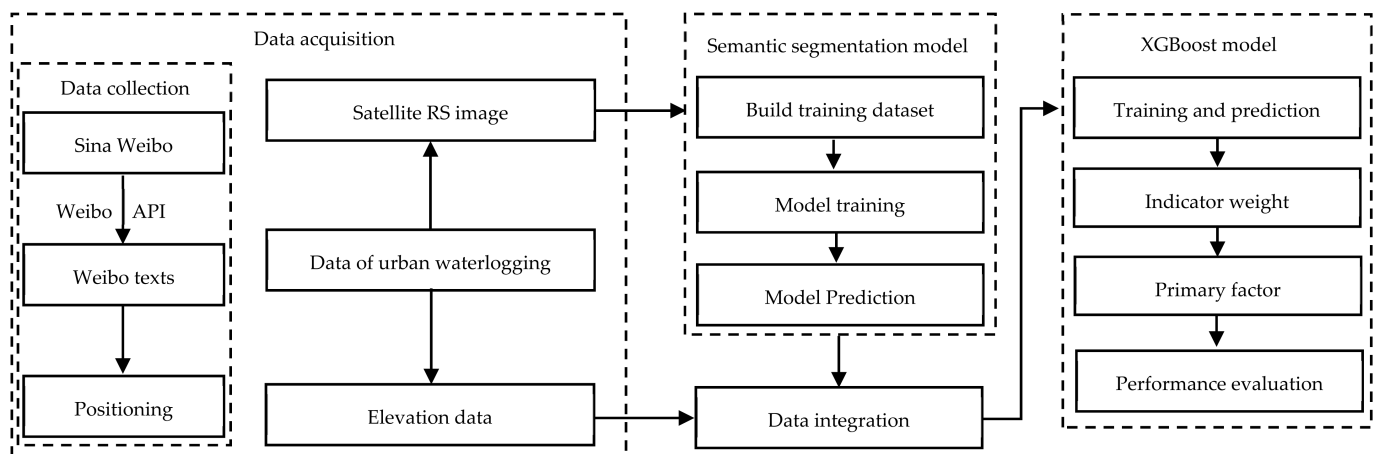 Data acquisition
Data collection
Sina Weibo
Weibo API
Weibo texts
Positioning
Satellite RS image
Data of urban waterlogging
Elevation data
Semantic segmentation model
Build training dataset
Model training
Model Prediction
Data integration
XGBoost model
Training and prediction
Indicator weight
Primary factor
Performance evaluation